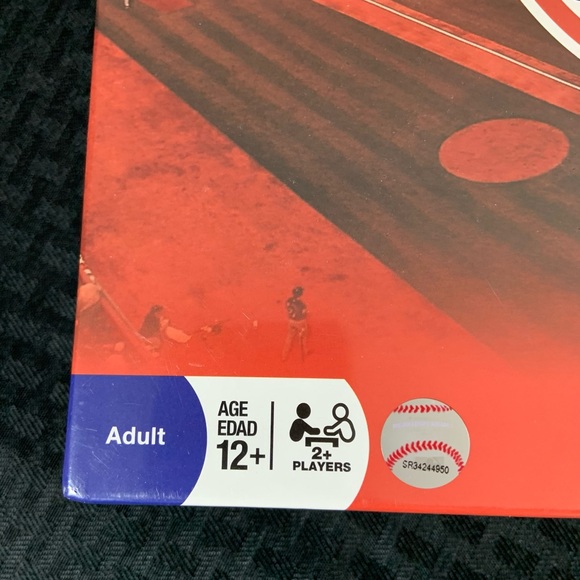 Adult
AGE
EDAD
12+
2+
PLAYERS
SR34244950